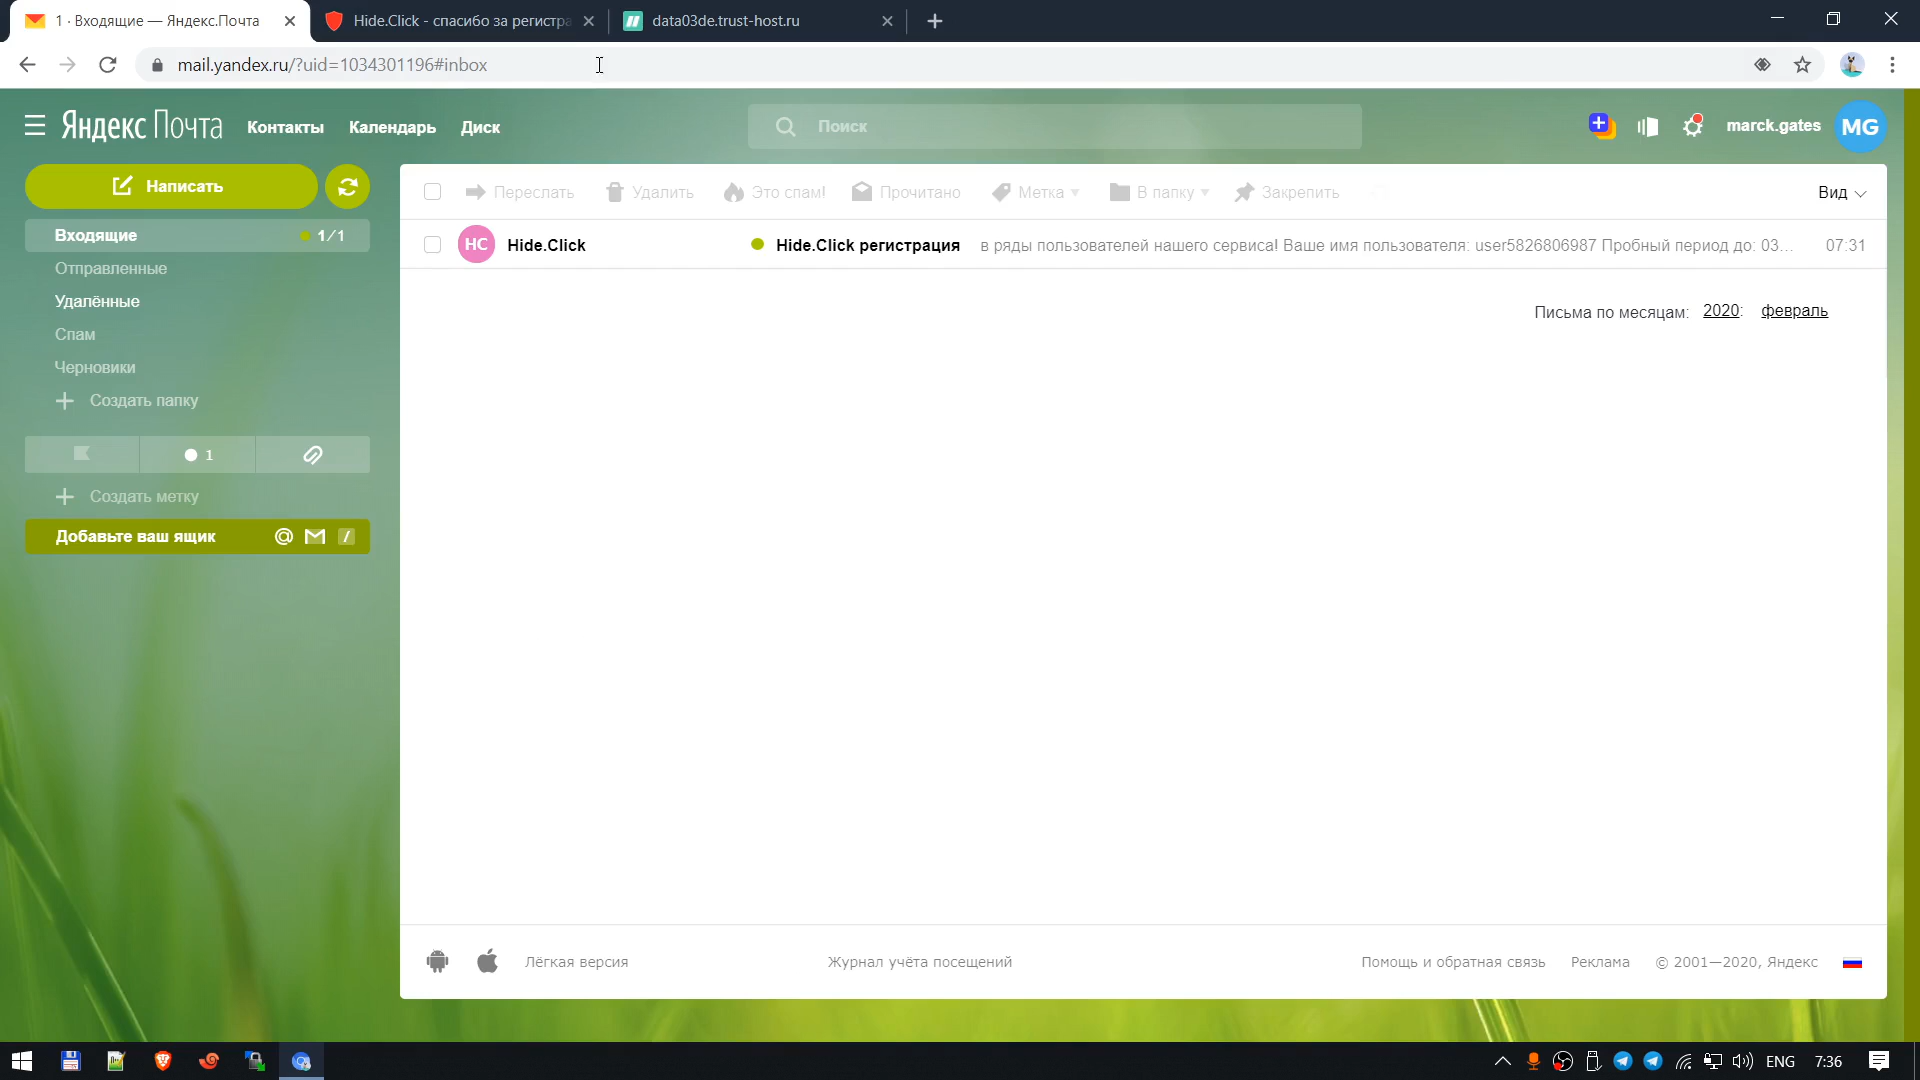 1 · Входящие — Яндекс.Почта
Hide.Click - спасибо за регистра
data03de.trust-host.ru
mail.yandex.ru/?uid=1034301196#inbox
Яндекс Почта
Контакты
Календарь
Диск
Поиск
marck.gates
MG
Написать
Переслать
Удалить
Это спам!
Прочитано
Метка
В папку
Закрепить
Вид
Входящие
1/1
HC
Hide.Click
Hide.Click регистрация
в ряды пользователей нашего сервиса! Ваше имя пользователя: user5826806987 Пробный период до: 03...
07:31
Отправленные
Удалённые
Письма по месяцам: 2020: февраль
Спам
Черновики
Создать папку
1
Создать метку
Добавьте ваш ящик
Лёгкая версия
Журнал учёта посещений
Помощь и обратная связь
Реклама
© 2001—2020, Яндекс
ENG
7:36